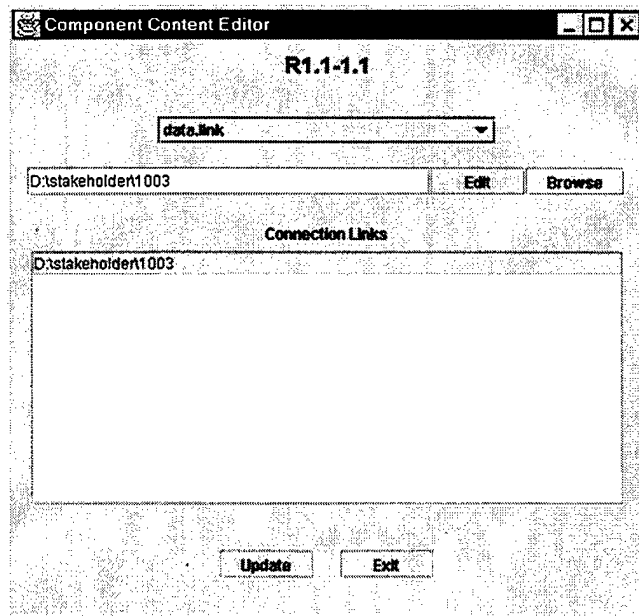 Component Content Editor
R1.1-1.1
data.link
D:\stakeholder\1003 Edit Browse
Connection Links
D:\stakeholder\1003
Update Exit